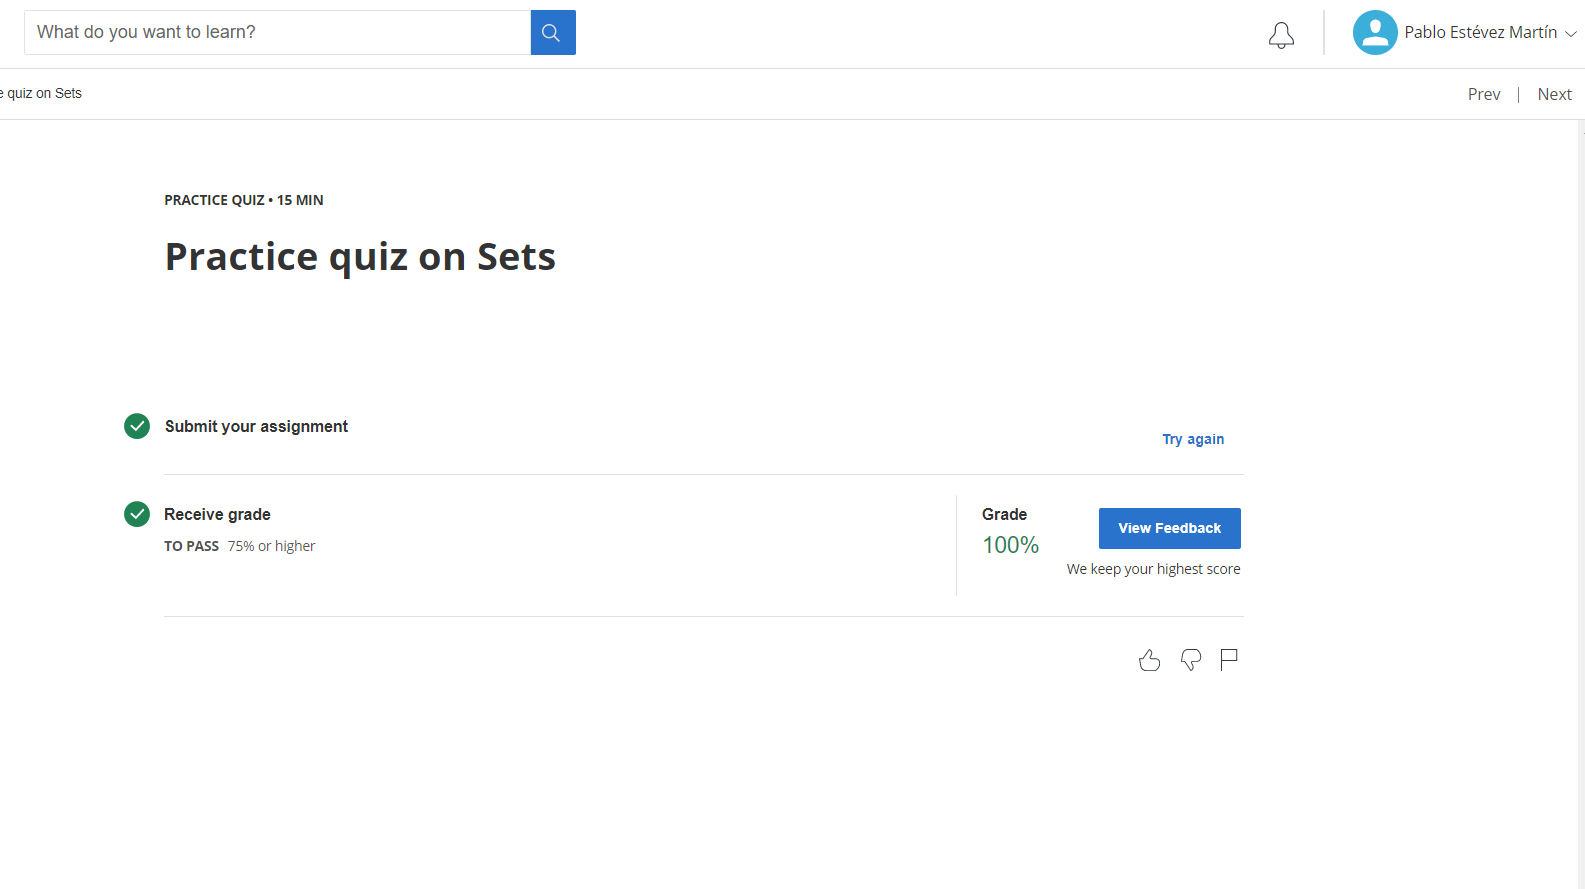 What do you want to learn?
Pablo Estévez Martín
quiz on Sets
Prev | Next
PRACTICE QUIZ • 15 MIN
Practice quiz on Sets
Submit your assignment
Try again
Receive grade
TO PASS 75% or higher
Grade
100%
View Feedback
We keep your highest score